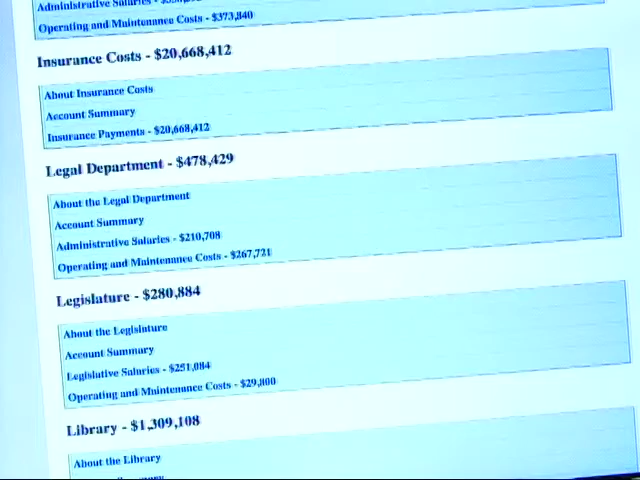 Administrative Salaries -
Operating and Maintenance Costs - $373,840
Insurance Costs - $20,668,412
About Insurance Costs
Account Summary
Insurance Payments - $20,668,412
Legal Department - $478,429
About the Legal Department
Account Summary
Administrative Salaries - $210,708
Operating and Maintenance Costs - $267,721
Legislature - $280,884
About the Legislature
Account Summary
Legislative Salaries - $251,084
Operating and Maintenance Costs - $29,800
Library - $1,309,108
About the Library